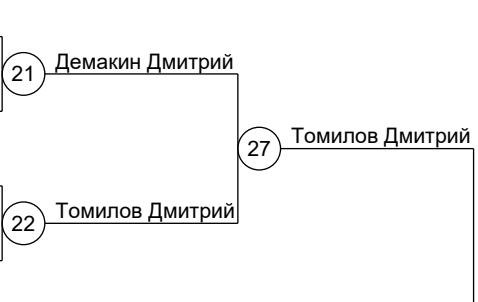 21 Демакин Дмитрий
27 Томилов Дмитрий
22 Томилов Дмитрий